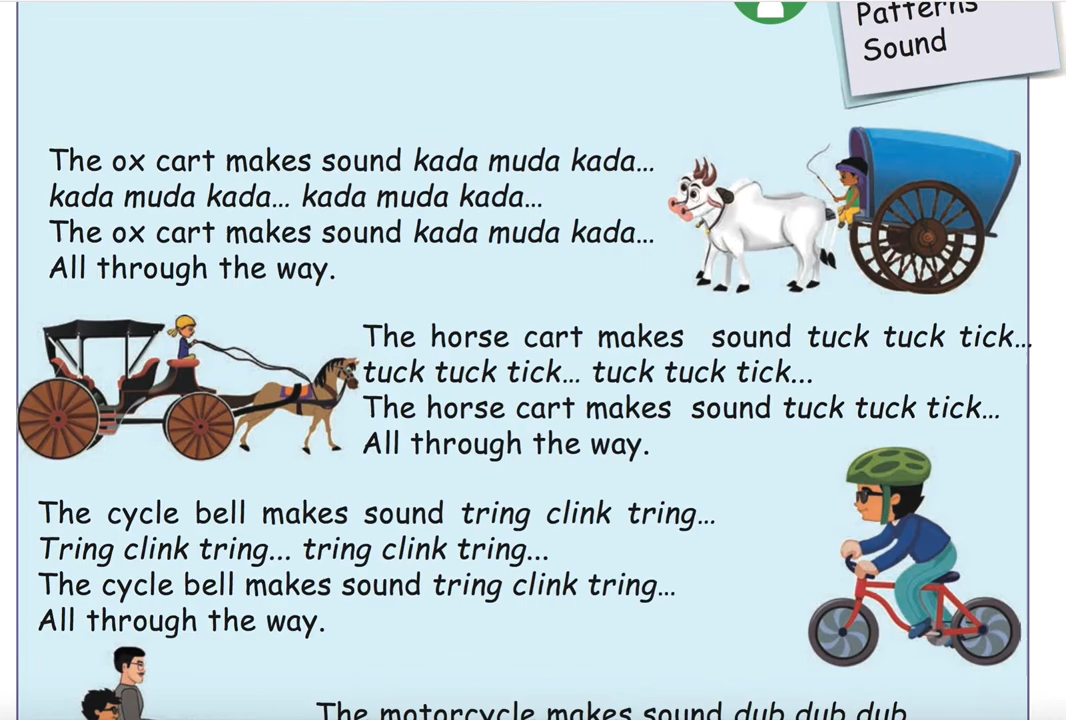 Patterns
Sound
The ox cart makes sound kada muda kada...
kada muda kada... kada muda kada...
The ox cart makes sound kada muda kada...
All through the way.
The horse cart makes sound tuck tuck tick...
tuck tuck tick... tuck tuck tick...
The horse cart makes sound tuck tuck tick...
All through the way.
The cycle bell makes sound tring clink tring...
Tring clink tring... tring clink tring...
The cycle bell makes sound tring clink tring...
All through the way.
The motorcycle makes sound dub dub dub